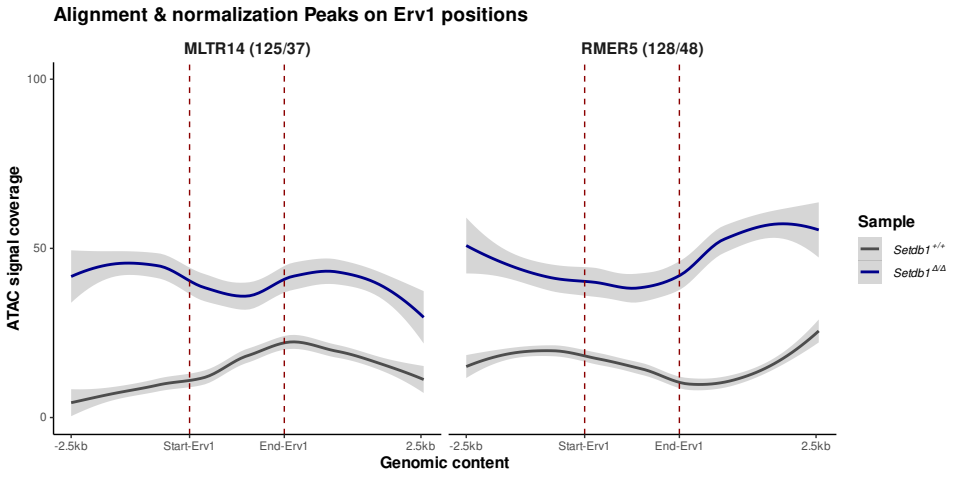 Alignment & normalization Peaks on Erv1 positions
MLTR14 (125/37)
RMER5 (128/48)
ATAC signal coverage
100
50
0
-2.5kb
Start-Erv1
End-Erv1
2.5kb
-2.5kb
Start-Erv1
End-Erv1
2.5kb
Genomic content
Sample
Setdb1^+/+
Setdb1^Δ/Δ